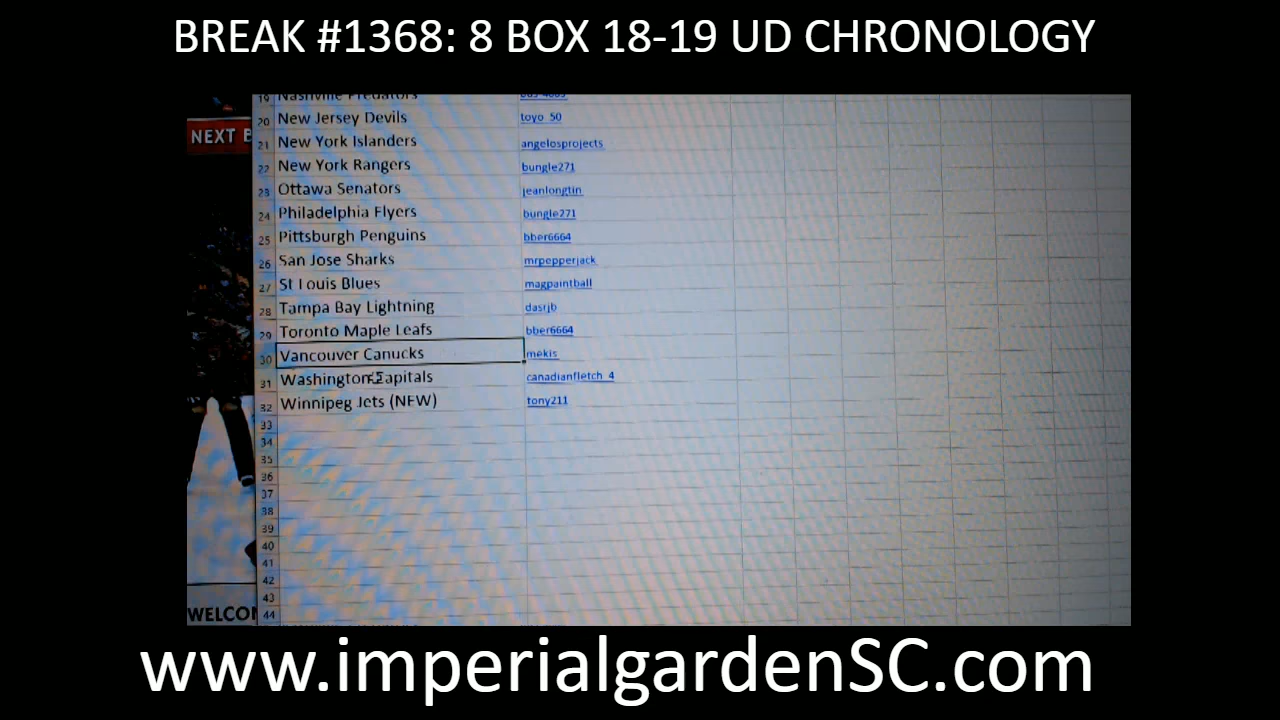 BREAK #1368: 8 BOX 18-19 UD CHRONOLOGY
NEXT B
19 Nashville Predators
20 New Jersey Devils toyo_50
21 New York Islanders angelosprojects
22 New York Rangers bungle271
23 Ottawa Senators jeanlongtin
24 Philadelphia Flyers bungle271
25 Pittsburgh Penguins bber6664
26 San Jose Sharks mrpepperjack
27 St Louis Blues magpaintball
28 Tampa Bay Lightning dasrjb
29 Toronto Maple Leafs bber6664
30 Vancouver Canucks mekis
31 Washington Capitals canadianfletch_4
32 Winnipeg Jets (NEW) tony211
33
34
35
36
37
38
39
40
41
42
43
44
WELCO
www.imperialgardenSC.com